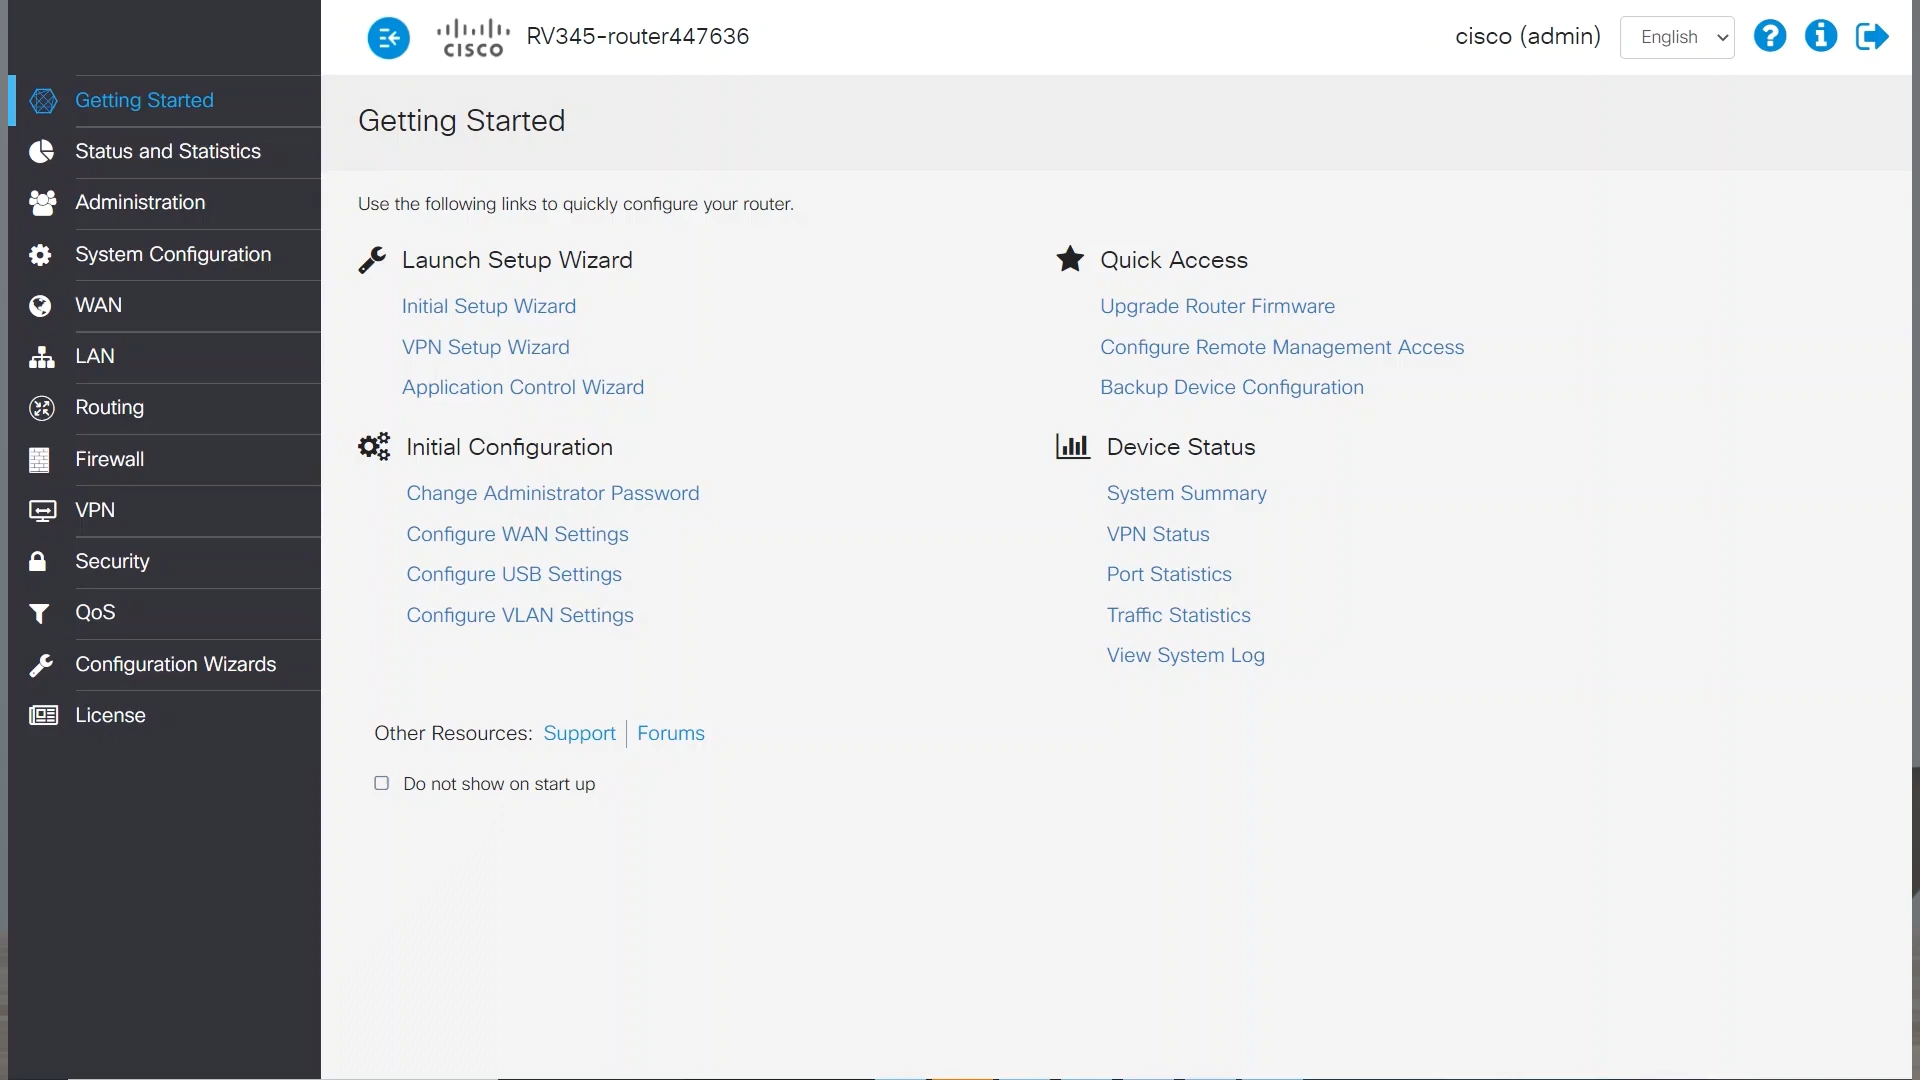 cisco
RV345-router447636
cisco (admin)
English
Getting Started
Status and Statistics
Administration
System Configuration
WAN
LAN
Routing
Firewall
VPN
Security
QoS
Configuration Wizards
License
Getting Started
Use the following links to quickly configure your router.
Launch Setup Wizard
Initial Setup Wizard
VPN Setup Wizard
Application Control Wizard
Quick Access
Upgrade Router Firmware
Configure Remote Management Access
Backup Device Configuration
Initial Configuration
Change Administrator Password
Configure WAN Settings
Configure USB Settings
Configure VLAN Settings
Device Status
System Summary
VPN Status
Port Statistics
Traffic Statistics
View System Log
Other Resources: Support | Forums
Do not show on start up